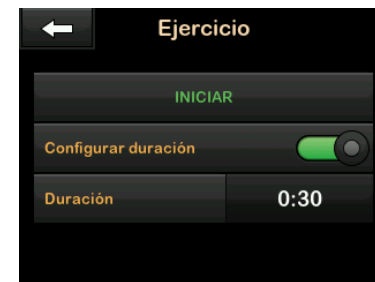 Ejercicio
INICIAR
Configurar duración
Duración
0:30